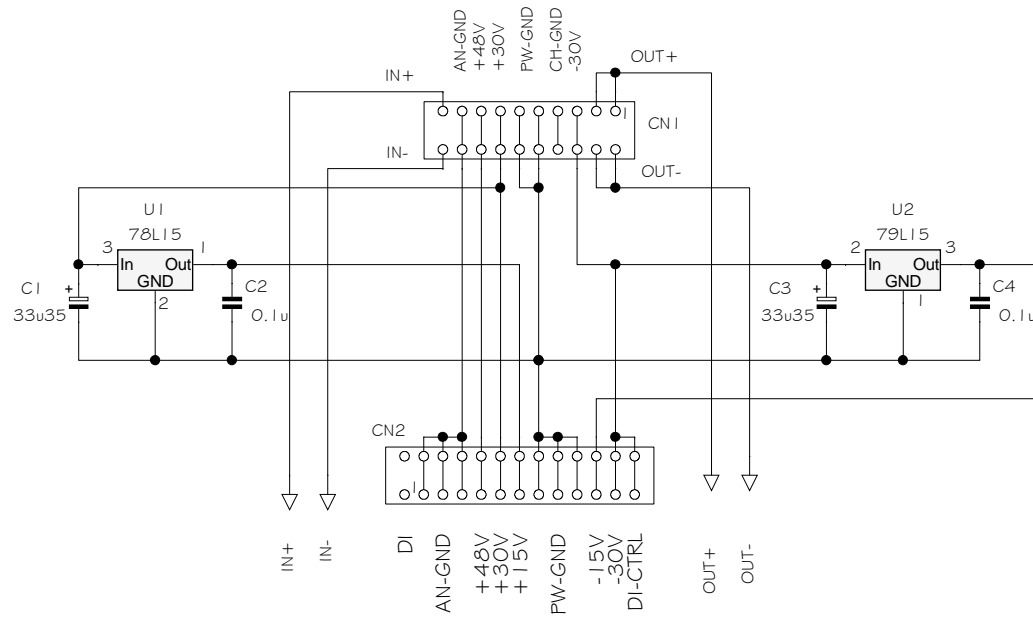 AN-GND
+48V
+30V
PW-GND
CH-GND
-30V
OUT+
IN+
1
CN1
IN-
OUT-
U1
78L15
3
1
In
Out
GND
2
C1
+
33u35
C2
0.1u
U2
79L15
2
3
In
Out
GND
1
C3
+
33u35
C4
0.1u
CN2
1
IN+
IN-
DI
AN-GND
+48V
+30V
+15V
PW-GND
-15V
-30V
DI-CTRL
OUT+
OUT-